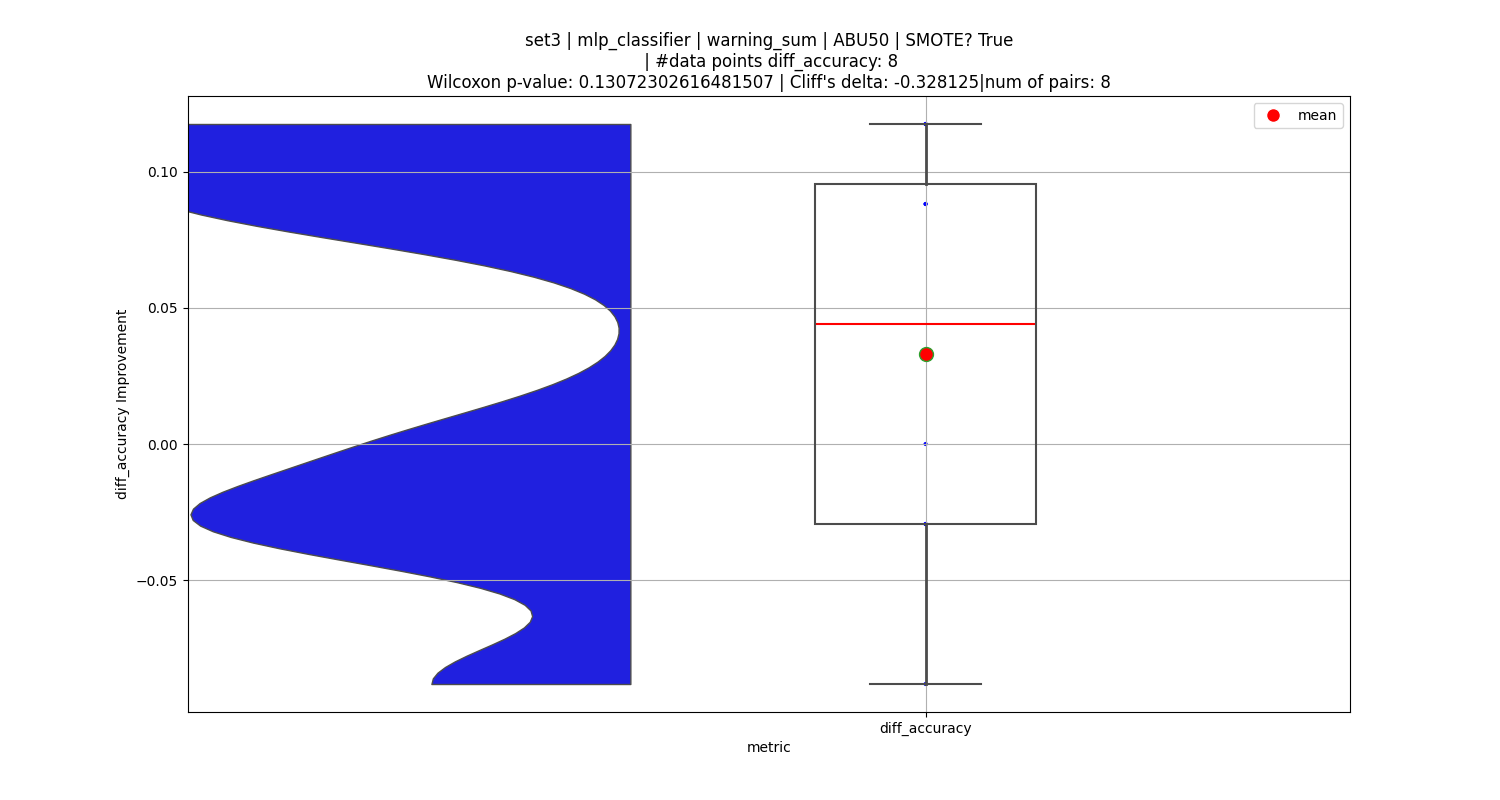 set3 | mlp_classifier | warning_sum | ABU50 | SMOTE? True
| #data points diff_accuracy: 8
Wilcoxon p-value: 0.13072302616481507 | Cliff's delta: -0.328125|num of pairs: 8
mean
0.10
0.05
0.00
−0.05
diff_accuracy Improvement
diff_accuracy
metric